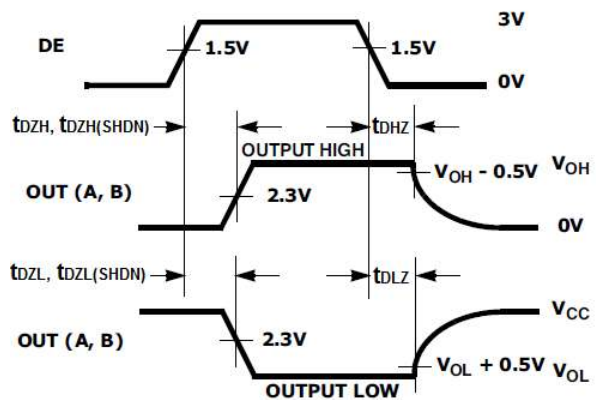 3V
DE
1.5V
1.5V
0V
tDZH, tDZH(SHDN)
tDHZ
OUTPUT HIGH
VOH - 0.5V
VOH
OUT (A, B)
2.3V
0V
tDZL, tDZL(SHDN)
tDLZ
VCC
OUT (A, B)
2.3V
VOL + 0.5V
VOL
OUTPUT LOW